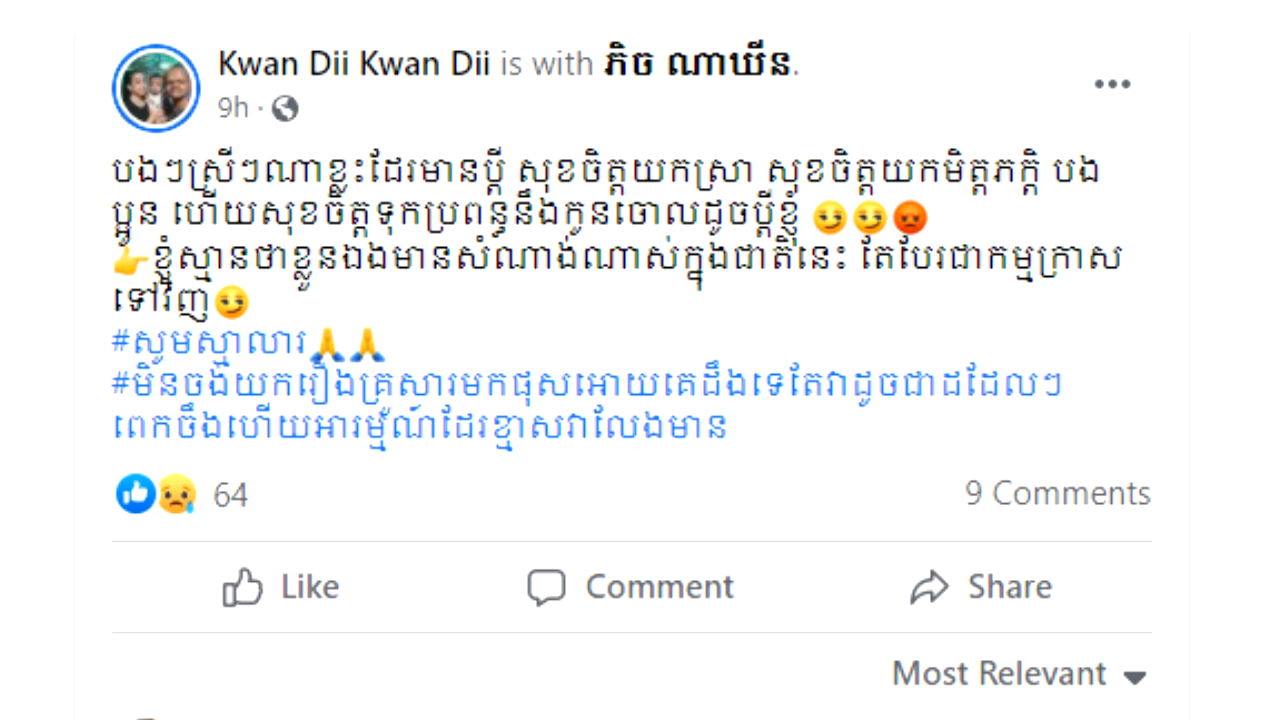 Kwan Dii Kwan Dii is with ភិច ណាឃីន.
9h ·
បងៗស្រីៗណាខ្លះដែរមានប្ដី សុខចិត្តយកស្រា សុខចិត្តយកមិត្តភក្ដិ បង
ប្អូន ហើយសុខចិត្តទុកប្រពន្ធនឹងកូនចោលដូចប្ដីខ្ញុំ 😏😏😡
👉ខ្ញុំស្មានថាខ្លួនឯងមានសំណាង់ណាស់ក្នុងជាតិនេះ តែបែរជាកម្មក្រាស
ទៅវិញ😏
#សូមស្មាលារ🙏🙏
#មិនចង់យករឿងគ្រួសារមកផុសអោយគេដឹងទេតែវាដូចជាដដែលៗ
ពេកចឹងហើយអារម្មណ៍ដែរខ្មាសវាលែងមាន
64
9 Comments
Like
Comment
Share
Most Relevant